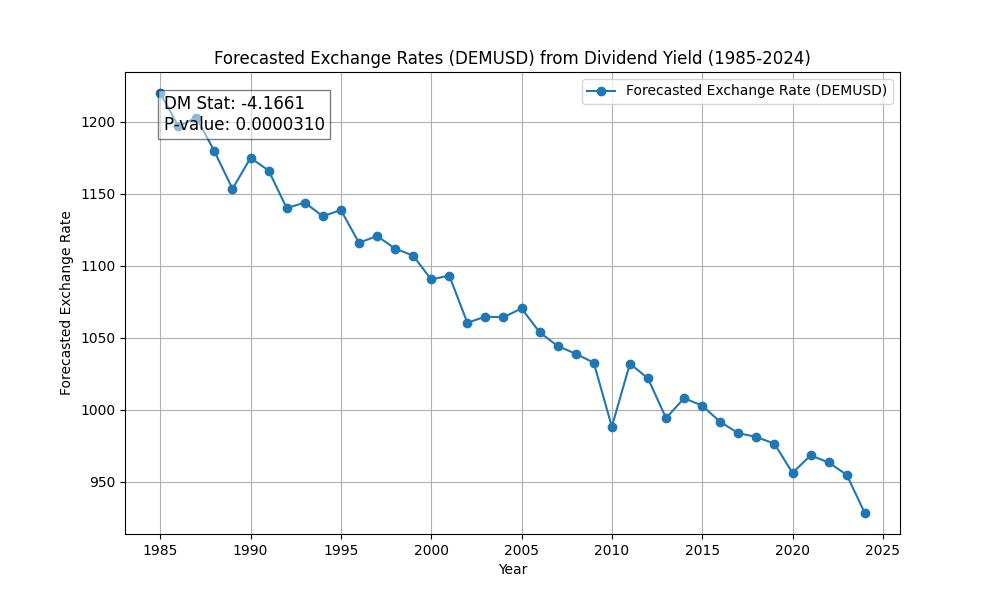 Forecasted Exchange Rates (DEMUSD) from Dividend Yield (1985-2024)
DM Stat: -4.1661
P-value: 0.0000310
Forecasted Exchange Rate (DEMUSD)
Forecasted Exchange Rate
1200
1150
1100
1050
1000
950
1985 1990 1995 2000 2005 2010 2015 2020 2025
Year